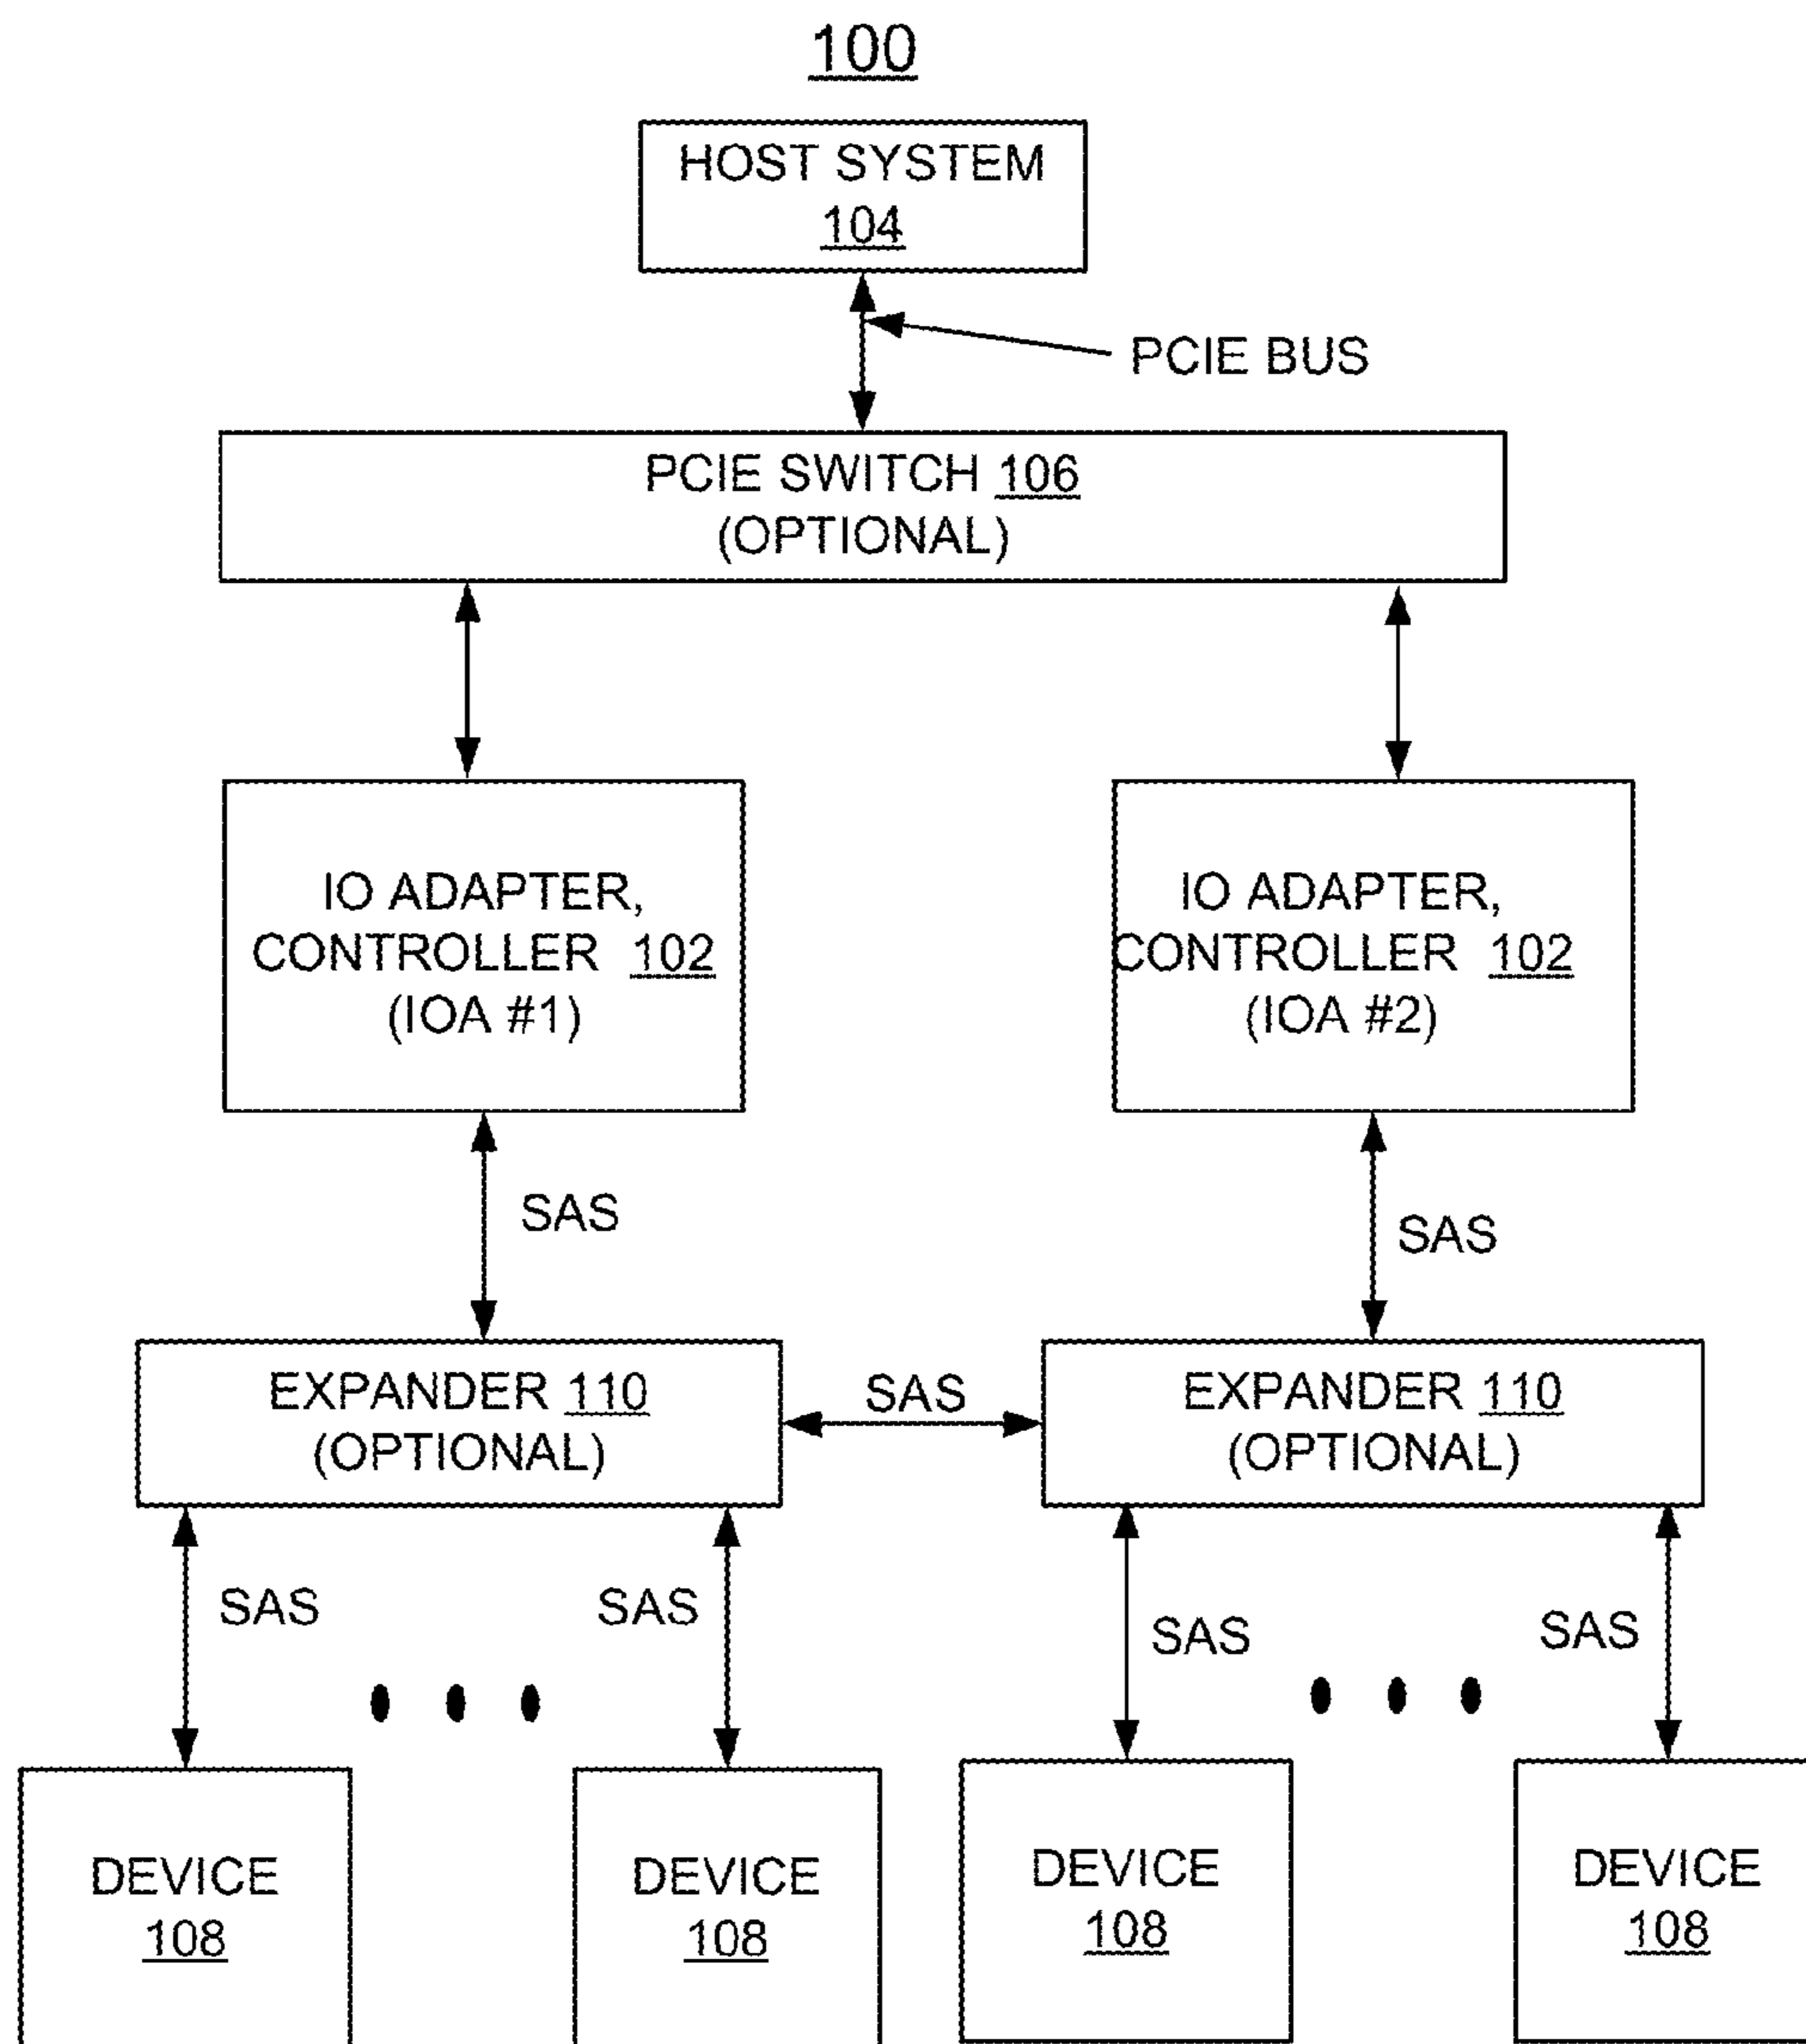 100
HOST SYSTEM
104
PCIE BUS
PCIE SWITCH 106
(OPTIONAL)
IO ADAPTER,
CONTROLLER 102
(IOA #1)
IO ADAPTER,
CONTROLLER 102
(IOA #2)
SAS
SAS
EXPANDER 110
(OPTIONAL)
SAS
EXPANDER 110
(OPTIONAL)
SAS
SAS
SAS
SAS
DEVICE
108
DEVICE
108
DEVICE
108
DEVICE
108